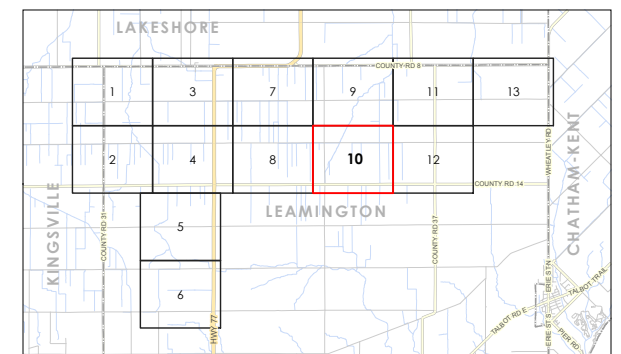 LAKESHORE
COUNTY RD 8
1
3
7
9
11
13
2
4
8
10
12
WHEATLEY RD
CHATHAM-KENT
COUNTY RD 14
KINGSVILLE
COUNTY RD 31
5
LEAMINGTON
COUNTY RD 37
6
HWY 77
ERIE ST N
TALBOT TRAIL
TALBOT RD E
ERIE ST S
PIER RD